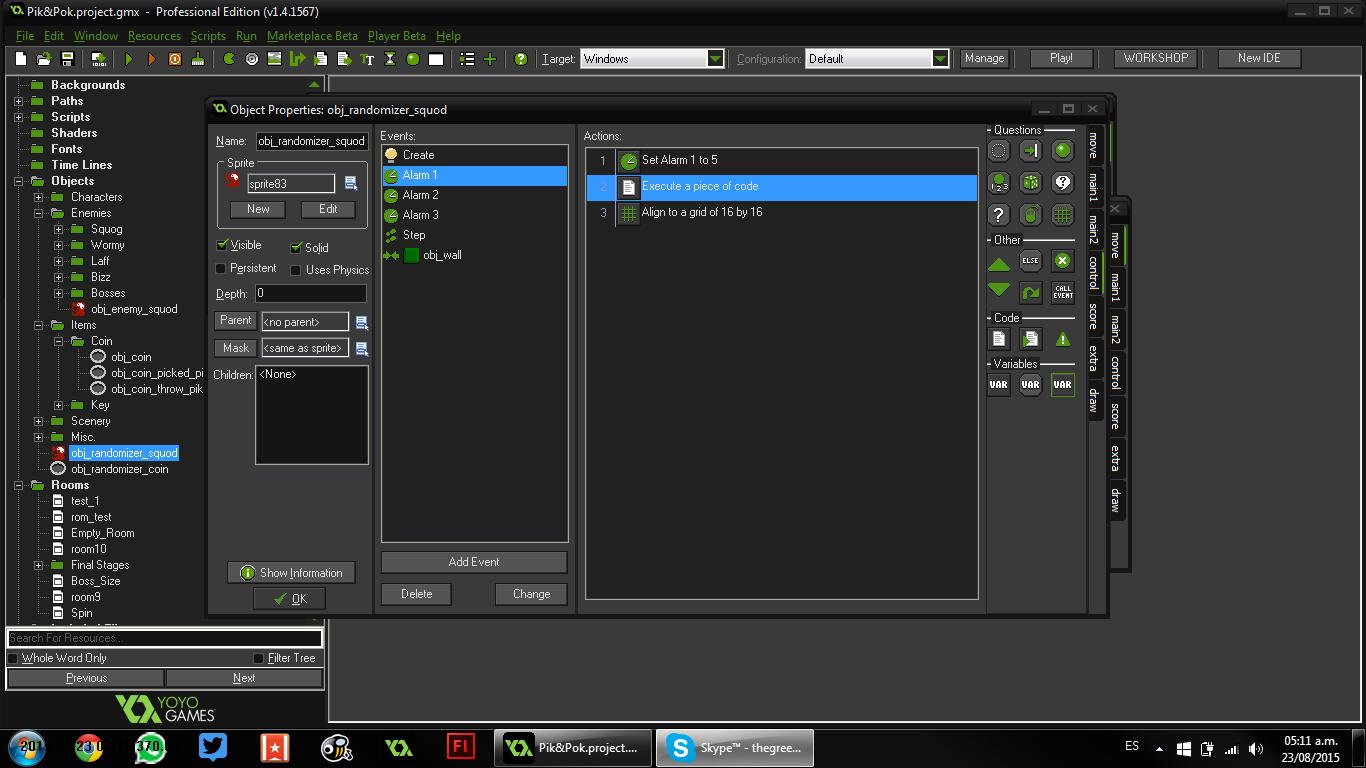 Pik&Pok.project.gmx - Professional Edition (v1.4.1567)
File Edit Window Resources Scripts Run Marketplace Beta Player Beta Help
Target: Windows Configuration: Default Manage Play! WORKSHOP New IDE
Backgrounds
Paths
Scripts
Shaders
Fonts
Time Lines
Objects
Characters
Enemies
Squog
Wormy
Laff
Bizz
Bosses
obj_enemy_squod
Items
Coin
obj_coin
obj_coin_picked_pi
obj_coin_throw_pik
Key
Scenery
Misc.
obj_randomizer_squod
obj_randomizer_coin
Rooms
test_1
rom_test
Empty_Room
room10
Final Stages
Boss_Size
room9
Spin
Search For Resources...
Whole Word Only Filter Tree
Previous Next
YOYO
GAMES
Object Properties: obj_randomizer_squod
Name: obj_randomizer_squod
Sprite
sprite83
New Edit
Visible Solid
Persistent Uses Physics
Depth: 0
Parent <no parent>
Mask <same as sprite>
Children: <None>
Show Information
OK
Events:
Create
Alarm 1
Alarm 2
Alarm 3
Step
obj_wall
Add Event
Delete Change
Actions:
1 Set Alarm 1 to 5
2 Execute a piece of code
3 Align to a grid of 16 by 16
Questions
Other
ELSE
CALL
EVENT
Code
Variables
VAR VAR VAR
move
main1
main2
control
score
extra
draw
move
main1
main2
control
score
extra
draw
Fl
Pik&Pok.project....
Skype™ - thegree...
ES
05:11 a.m.
23/08/2015